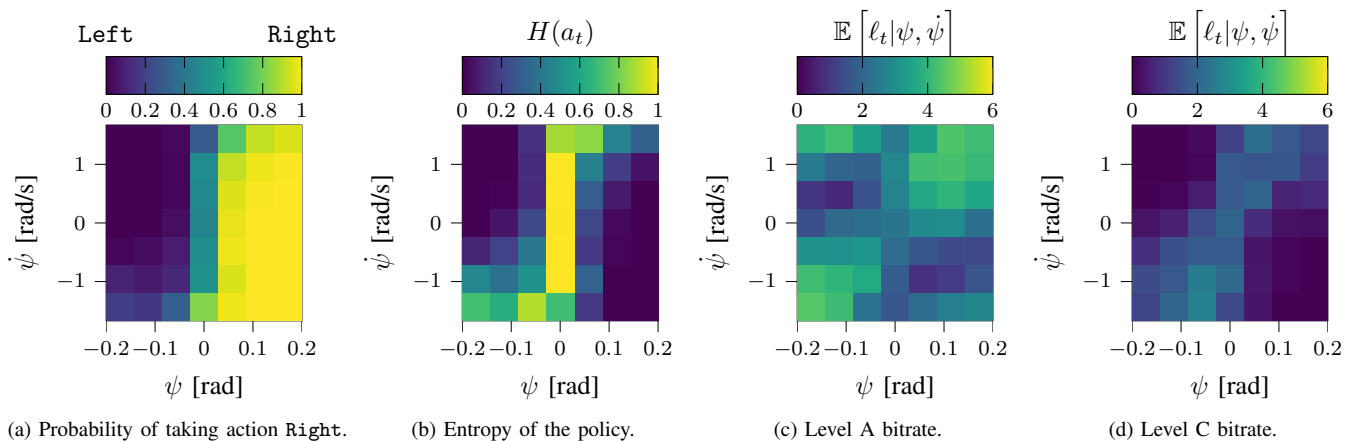 Left Right
0 0.2 0.4 0.6 0.8 1
ψ̇ [rad/s]
1
0
−1
−0.2 −0.1 0 0.1 0.2
ψ [rad]
(a) Probability of taking action Right.
H(a_t)
0 0.2 0.4 0.6 0.8 1
ψ̇ [rad/s]
1
0
−1
−0.2 −0.1 0 0.1 0.2
ψ [rad]
(b) Entropy of the policy.
𝔼 [ℓ_t|ψ, ψ̇]
0 2 4 6
ψ̇ [rad/s]
1
0
−1
−0.2 −0.1 0 0.1 0.2
ψ [rad]
(c) Level A bitrate.
𝔼 [ℓ_t|ψ, ψ̇]
0 2 4 6
ψ̇ [rad/s]
1
0
−1
−0.2 −0.1 0 0.1 0.2
ψ [rad]
(d) Level C bitrate.